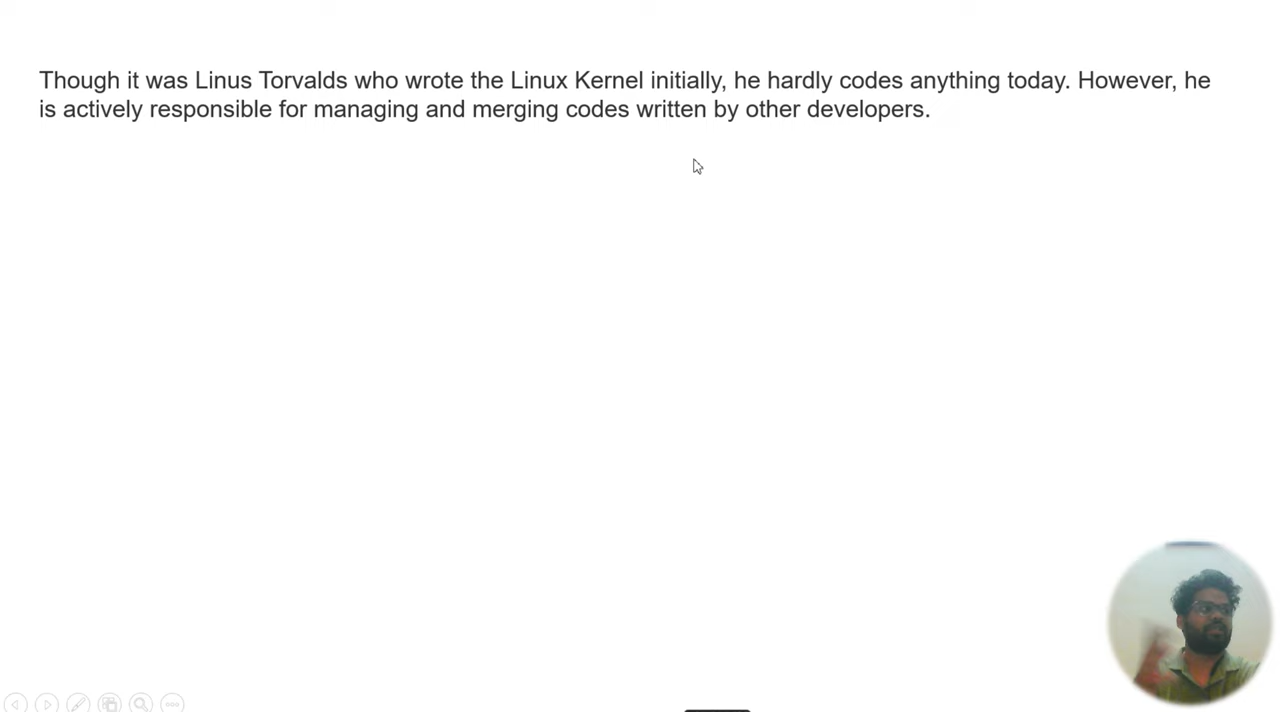 Though it was Linus Torvalds who wrote the Linux Kernel initially, he hardly codes anything today. However, he
is actively responsible for managing and merging codes written by other developers.